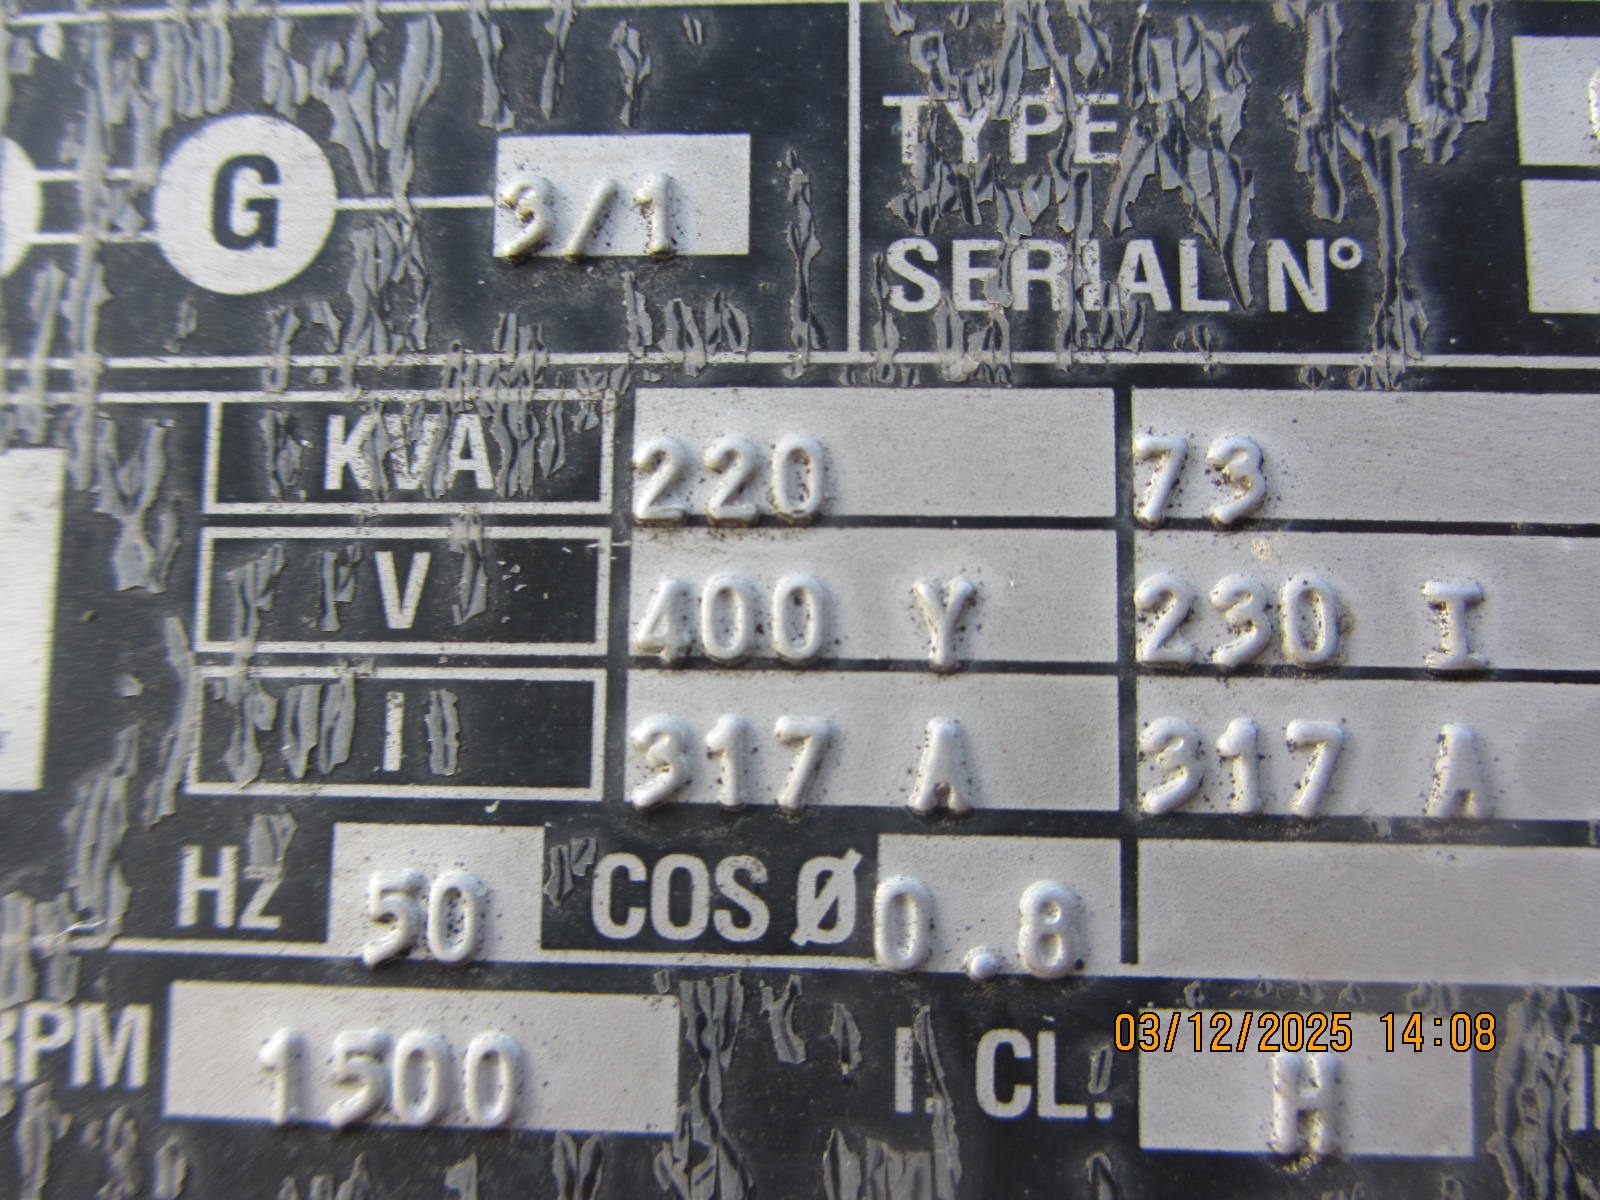 G 3/1
TYPE
SERIAL Nº
KVA 220 73
V 400 Y 230 I
I 317 A 317 A
Hz 50 COS Ø 0.8
RPM 1500 I. CL. H
03/12/2025 14:08